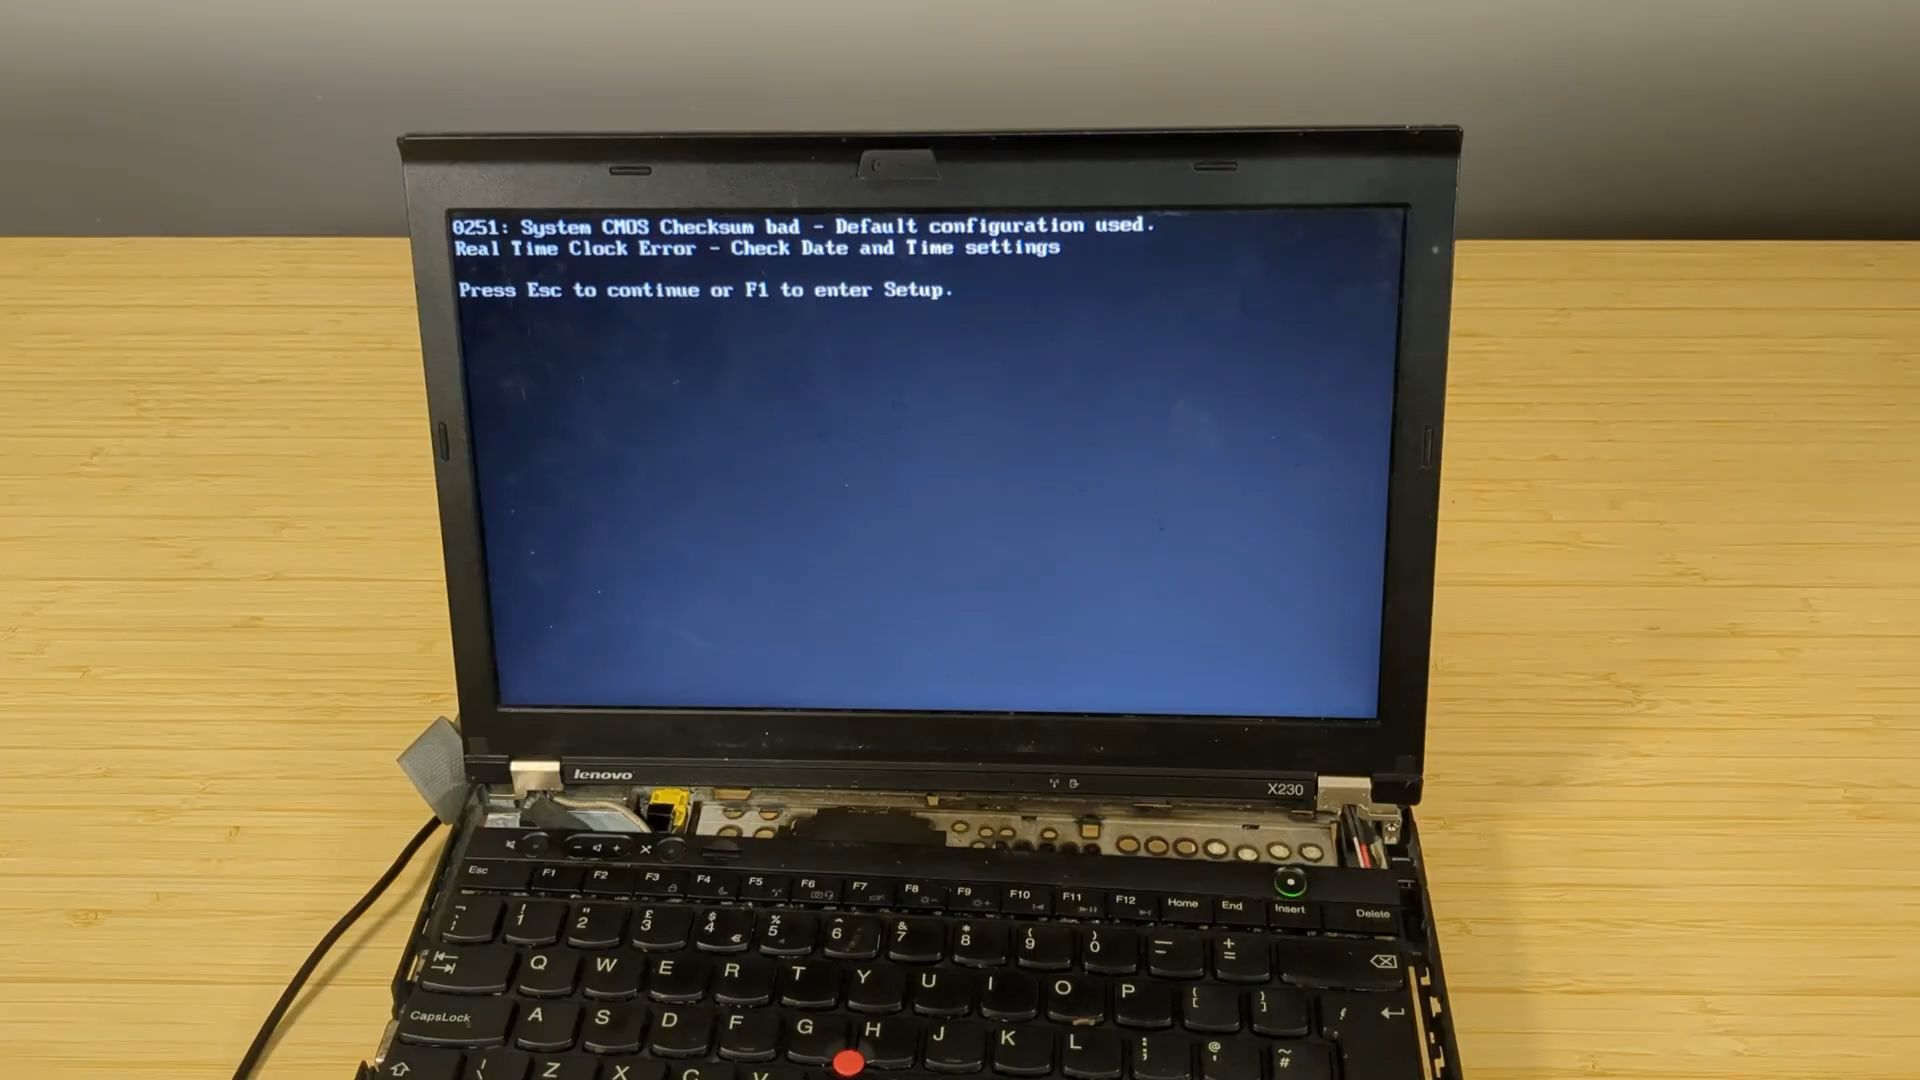 0251: System CMOS Checksum bad - Default configuration used.
Real Time Clock Error - Check Date and Time settings
Press Esc to continue or F1 to enter Setup.
lenovo
X230
Esc F1 F2 F3 F4 F5 F6 F7 F8 F9 F10 F11 F12 Home End Insert Delete
! " £ $ % ^ & * ( ) _ +
1 2 3 4 € 5 6 7 8 9 0 - =
Q W E R T Y U I O P { [ } ]
CapsLock A S D F G H J K L : ; @ ' ~ #
\ Z X C V